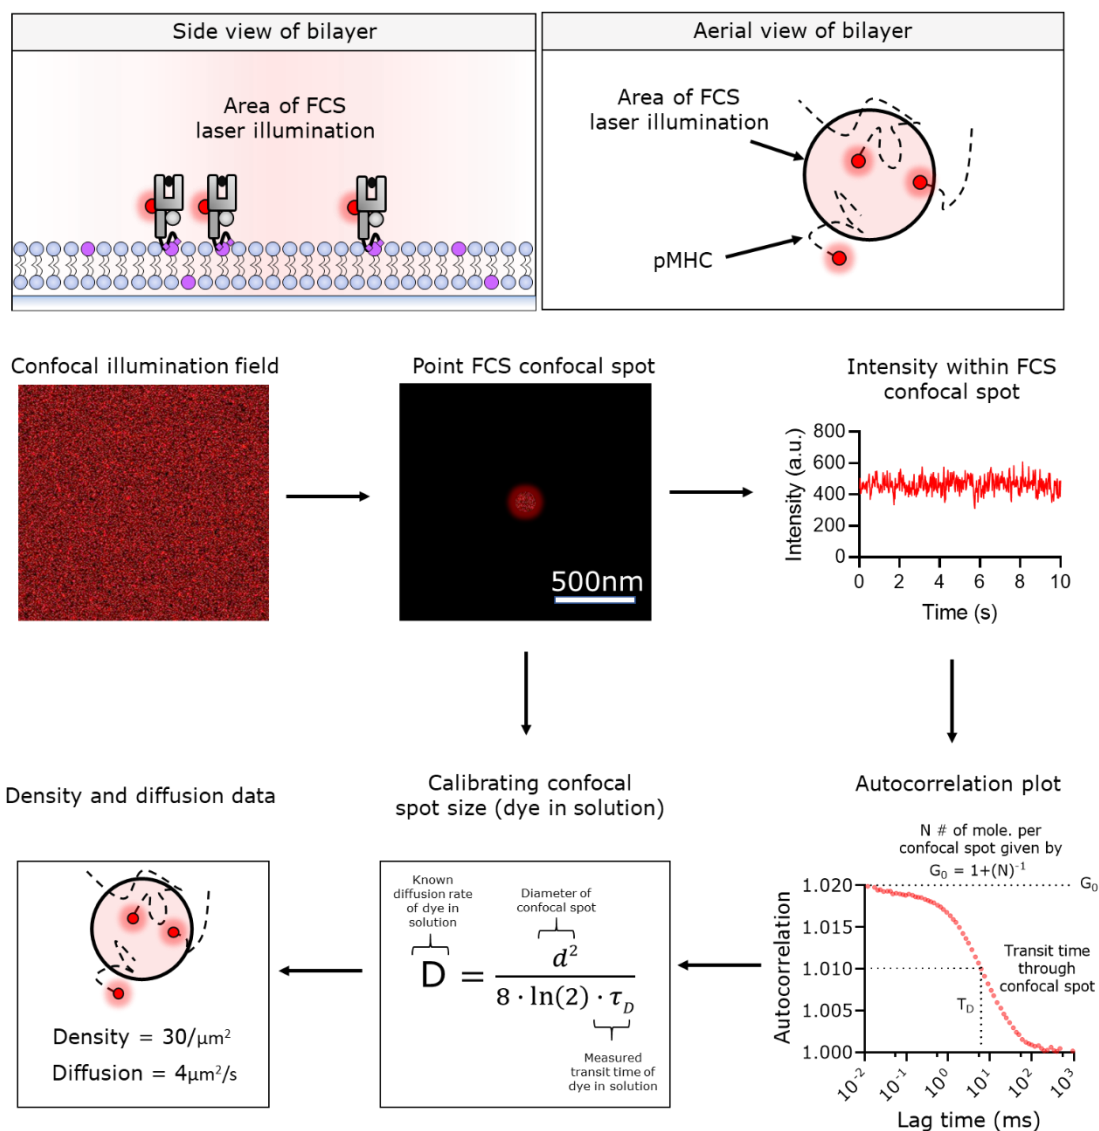 Side view of bilayer
Area of FCS
laser illumination
Aerial view of bilayer
Area of FCS
laser illumination
pMHC
Confocal illumination field
Point FCS confocal spot
500nm
Intensity within FCS
confocal spot
Intensity (a.u.)
800
600
400
200
0
0 2 4 6 8 10
Time (s)
Density and diffusion data
Density = 30/μm²
Diffusion = 4μm²/s
Calibrating confocal
spot size (dye in solution)
Known
diffusion rate
of dye in
solution
Diameter of
confocal spot
D = d² / 8 · ln(2) · τ_D
Measured
transit time of
dye in solution
Autocorrelation plot
N # of mole. per
confocal spot given by
G₀ = 1+(N)⁻¹
G₀
Autocorrelation
1.020
1.015
1.010
1.005
1.000
Transit time
through
confocal spot
T_D
10⁻² 10⁻¹ 10⁰ 10¹ 10² 10³
Lag time (ms)